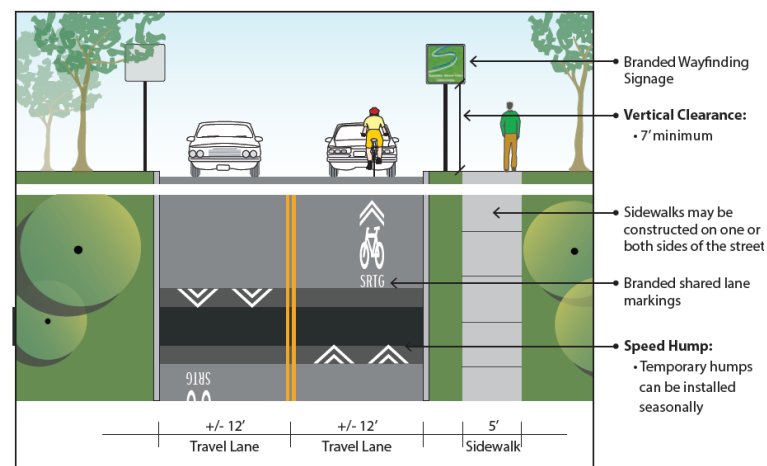 Branded Wayfinding
Signage
Vertical Clearance:
• 7’ minimum
Sidewalks may be
constructed on one or
both sides of the street
SRTG
Branded shared lane
markings
Speed Hump:
• Temporary humps
can be installed
seasonally
SRTG
+/- 12’
+/- 12’
5’
Travel Lane
Travel Lane
Sidewalk